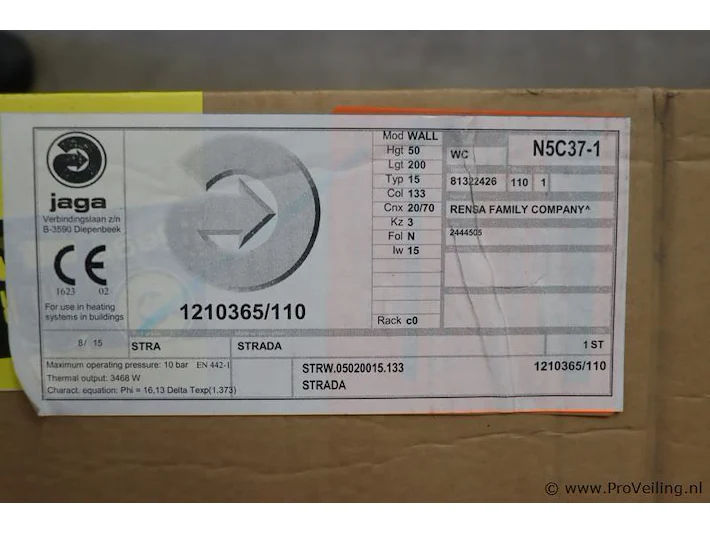 jaga
Verbindingslaan z/n
B-3590 Diepenbeek
CE
1623 02
For use in heating
systems in buildings
1210365/110
Mod WALL
Hgt 50
Lgt 200
Typ 15
Col 133
Cnx 20/70
Kz 3
Fol N
Iw 15
Rack c0
WC N5C37-1
81322426 110 1
RENSA FAMILY COMPANY^
2444505
8/ 15 STRA STRADA 1 ST
Maximum operating pressure: 10 bar EN 442-1
Thermal output: 3468 W
Charact. equation: Phi = 16,13 Delta Texp(1,373)
STRW.05020015.133 1210365/110
STRADA
© www.ProVeiling.nl